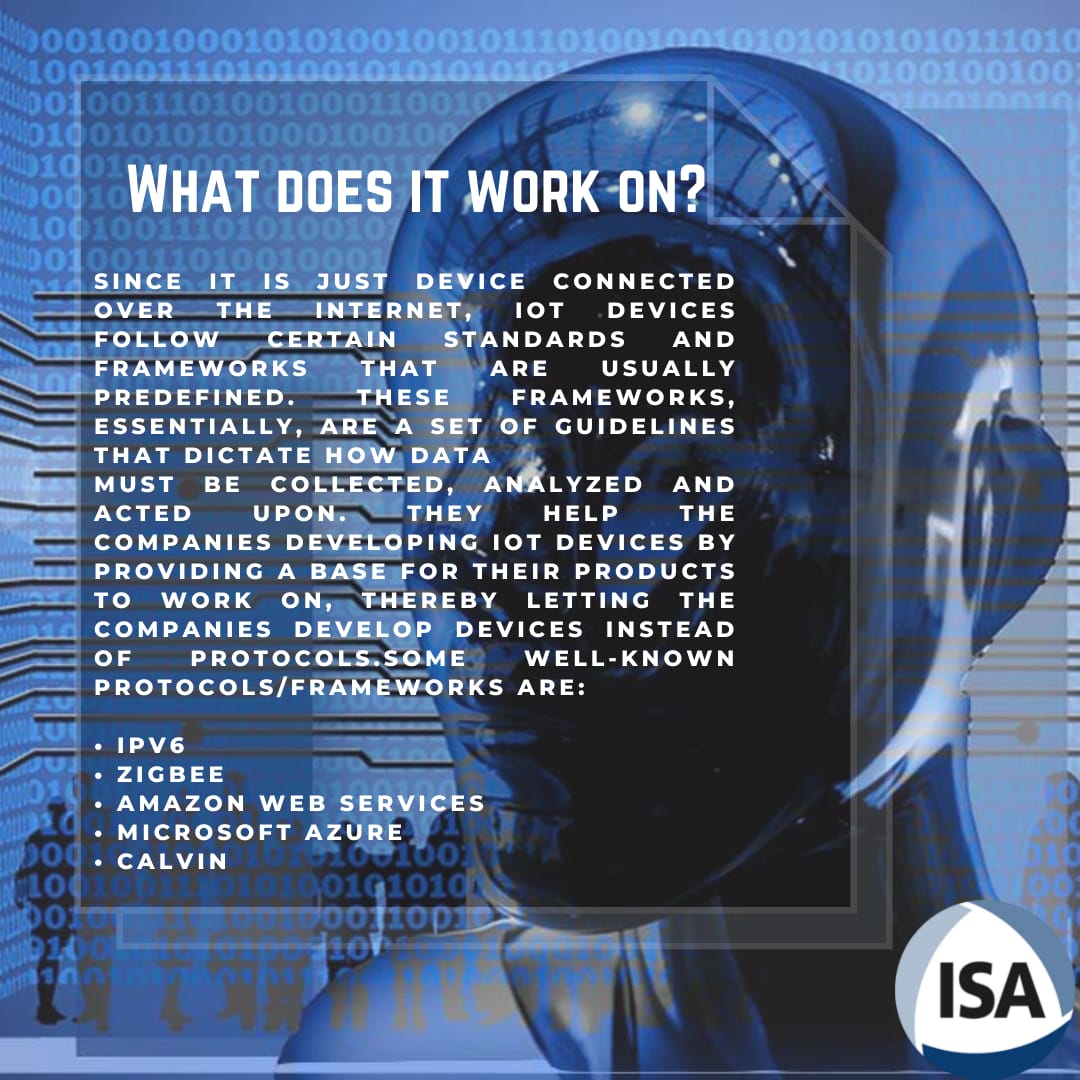 WHAT DOES IT WORK ON?
SINCE IT IS JUST DEVICE CONNECTED
OVER THE INTERNET, IOT DEVICES
FOLLOW CERTAIN STANDARDS AND
FRAMEWORKS THAT ARE USUALLY
PREDEFINED. THESE FRAMEWORKS,
ESSENTIALLY, ARE A SET OF GUIDELINES
THAT DICTATE HOW DATA
MUST BE COLLECTED, ANALYZED AND
ACTED UPON. THEY HELP THE
COMPANIES DEVELOPING IOT DEVICES BY
PROVIDING A BASE FOR THEIR PRODUCTS
TO WORK ON, THEREBY LETTING THE
COMPANIES DEVELOP DEVICES INSTEAD
OF PROTOCOLS.SOME WELL-KNOWN
PROTOCOLS/FRAMEWORKS ARE:
• IPV6
• ZIGBEE
• AMAZON WEB SERVICES
• MICROSOFT AZURE
• CALVIN
ISA